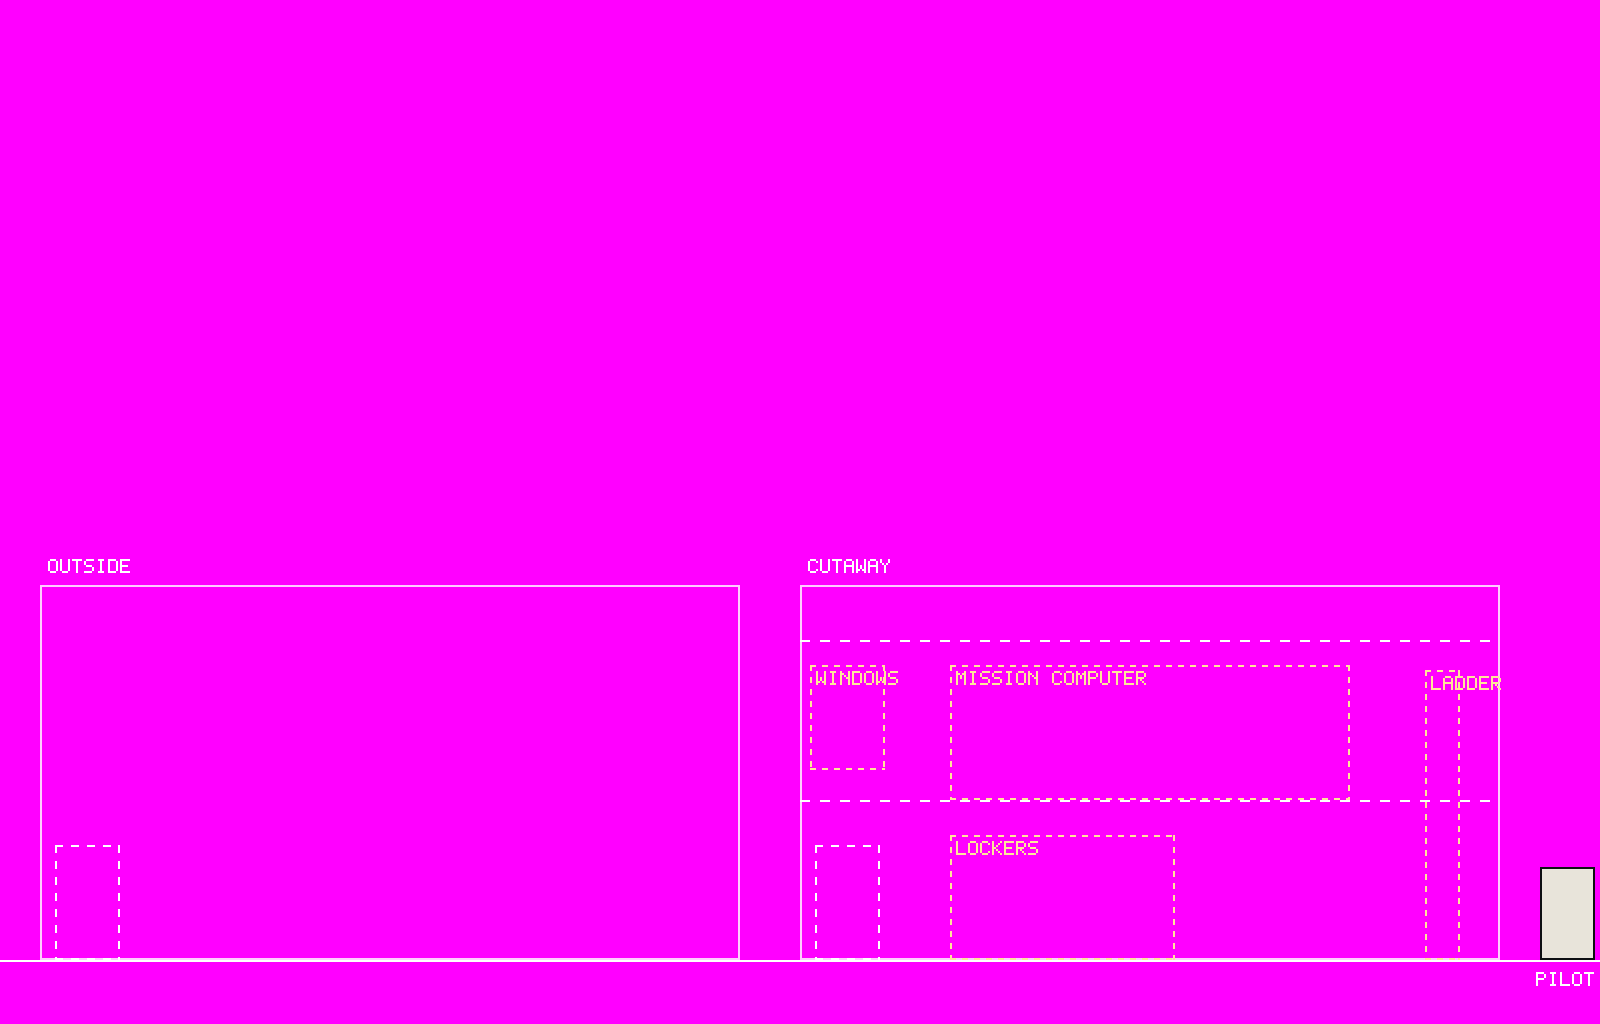 OUTSIDE
CUTAWAY
WINDOWS
MISSION COMPUTER
LADDER
LOCKERS
PILOT